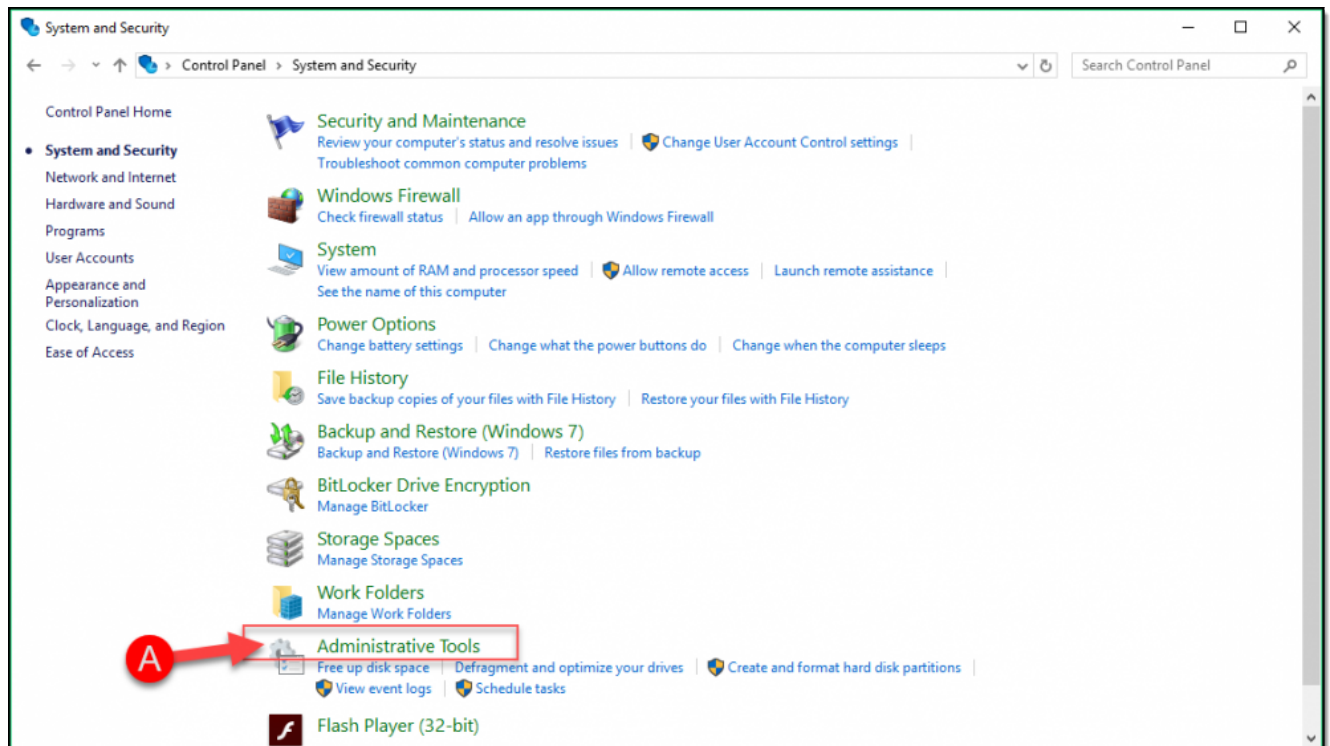 System and Security
Control Panel > System and Security
Search Control Panel
Control Panel Home
System and Security
Network and Internet
Hardware and Sound
Programs
User Accounts
Appearance and
Personalization
Clock, Language, and Region
Ease of Access
Security and Maintenance
Review your computer's status and resolve issues Change User Account Control settings
Troubleshoot common computer problems
Windows Firewall
Check firewall status Allow an app through Windows Firewall
System
View amount of RAM and processor speed Allow remote access Launch remote assistance
See the name of this computer
Power Options
Change battery settings Change what the power buttons do Change when the computer sleeps
File History
Save backup copies of your files with File History Restore your files with File History
Backup and Restore (Windows 7)
Backup and Restore (Windows 7) Restore files from backup
BitLocker Drive Encryption
Manage BitLocker
Storage Spaces
Manage Storage Spaces
Work Folders
Manage Work Folders
A
Administrative Tools
Free up disk space Defragment and optimize your drives Create and format hard disk partitions
View event logs Schedule tasks
Flash Player (32-bit)